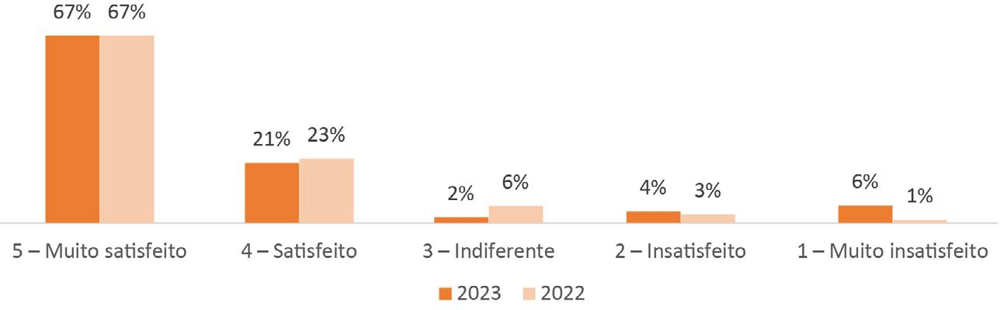 67% 67%
21% 23%
2% 6%
4% 3%
6% 1%
5 – Muito satisfeito
4 – Satisfeito
3 – Indiferente
2 – Insatisfeito
1 – Muito insatisfeito
2023 2022